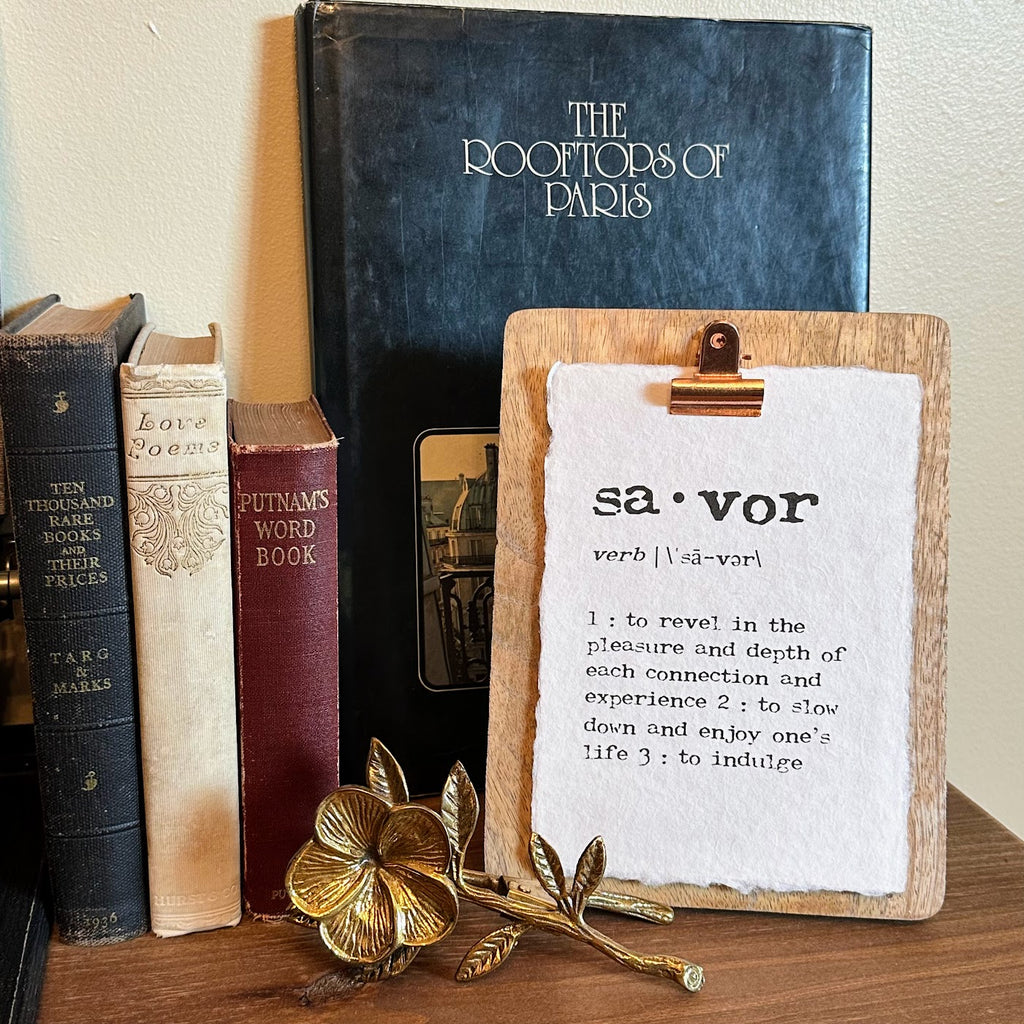 THE
ROOFTOPS OF
PARIS
TEN
THOUSAND
RARE
BOOKS
AND
THEIR
PRICES
TARG
&
MARKS
1936
Love
Poems
HURST & CO
PUTNAM'S
WORD
BOOK
sa·vor
verb | \ˈsā-vər\
1 : to revel in the
pleasure and depth of
each connection and
experience 2 : to slow
down and enjoy one's
life 3 : to indulge